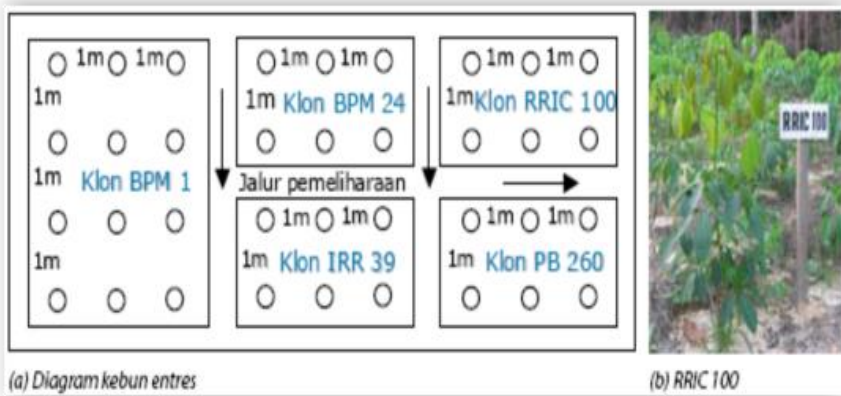 1m 1m
1m
1m Klon BPM 1
1m
1m 1m
1m Klon BPM 24
1m 1m
1m Klon RRIC 100
Jalur pemeliharaan
1m 1m
1m Klon IRR 39
1m 1m
1m Klon PB 260
RRIC 100
(a) Diagram kebun entres
(b) RRIC 100